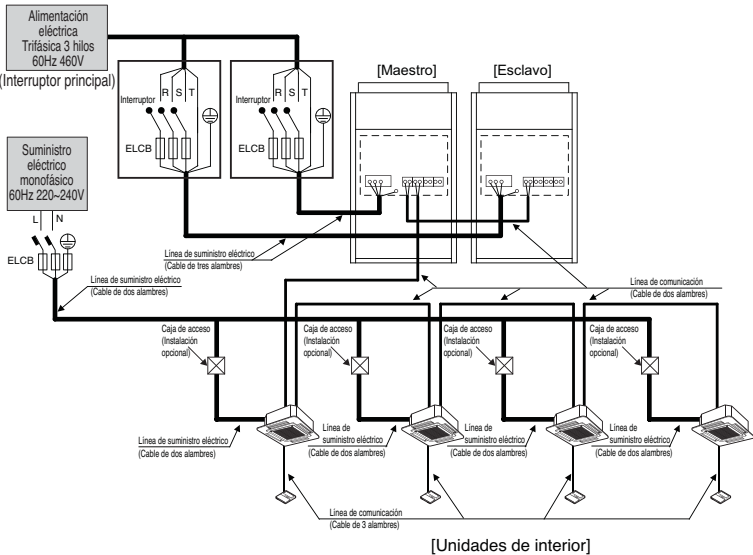 Alimentación
eléctrica
Trifásica 3 hilos
60Hz 460V
(Interruptor principal)
R S T
Interruptor
ELCB
R S T
Interruptor
ELCB
[Maestro]
[Esclavo]
Suministro
eléctrico
monofásico
60Hz 220~240V
L N
ELCB
Línea de suministro eléctrico
(Cable de tres alambres)
Línea de suministro eléctrico
(Cable de dos alambres)
Línea de comunicación
(Cable de dos alambres)
Caja de acceso
(Instalación
opcional)
Caja de acceso
(Instalación
opcional)
Caja de acceso
(Instalación
opcional)
Caja de acceso
(Instalación
opcional)
Línea de suministro eléctrico
(Cable de dos alambres)
Línea de
suministro eléctrico
(Cable de dos alambres)
Línea de
suministro eléctrico
(Cable de dos alambres)
Línea de
suministro eléctrico
(Cable de dos alambres)
Línea de comunicación
(Cable de 3 alambres)
[Unidades de interior]